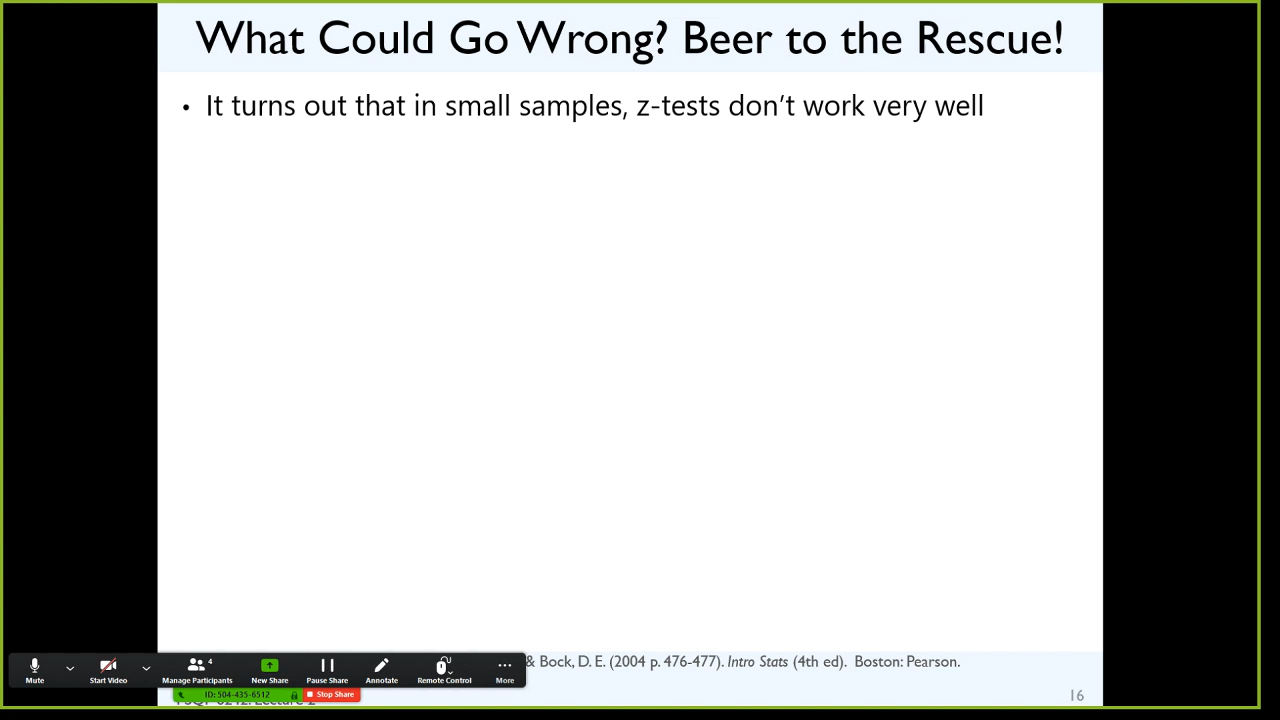 What Could Go Wrong? Beer to the Rescue!
• It turns out that in small samples, z-tests don't work very well
& Bock, D. E. (2004 p. 476-477). Intro Stats (4th ed). Boston: Pearson.
Mute
Start Video
4
Manage Participants
New Share
Pause Share
Annotate
Remote Control
More
ID: 504-435-6512
Stop Share
16